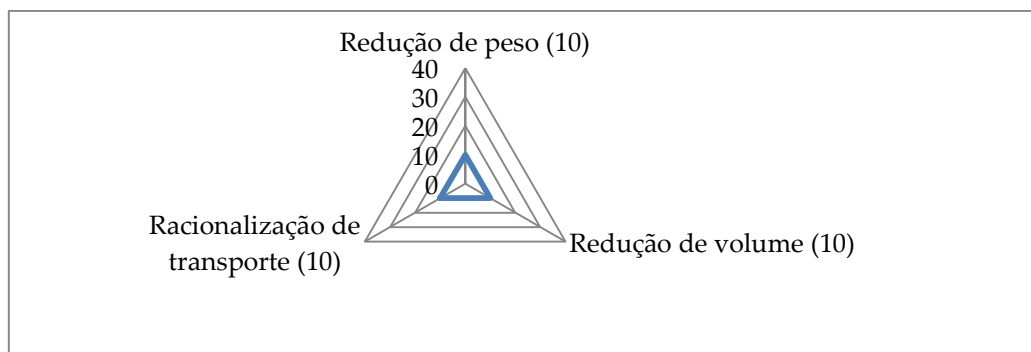 Redução de peso (10)
40
30
20
10
0
Racionalização de
transporte (10)
Redução de volume (10)